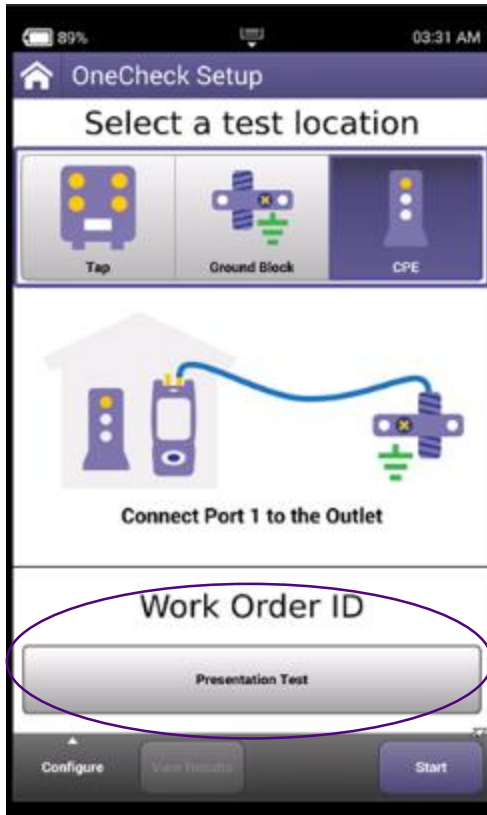 89% 03:31 AM
OneCheck Setup
Select a test location
Tap Ground Block CPE
Connect Port 1 to the Outlet
Work Order ID
Presentation Test
Configure View Results Start